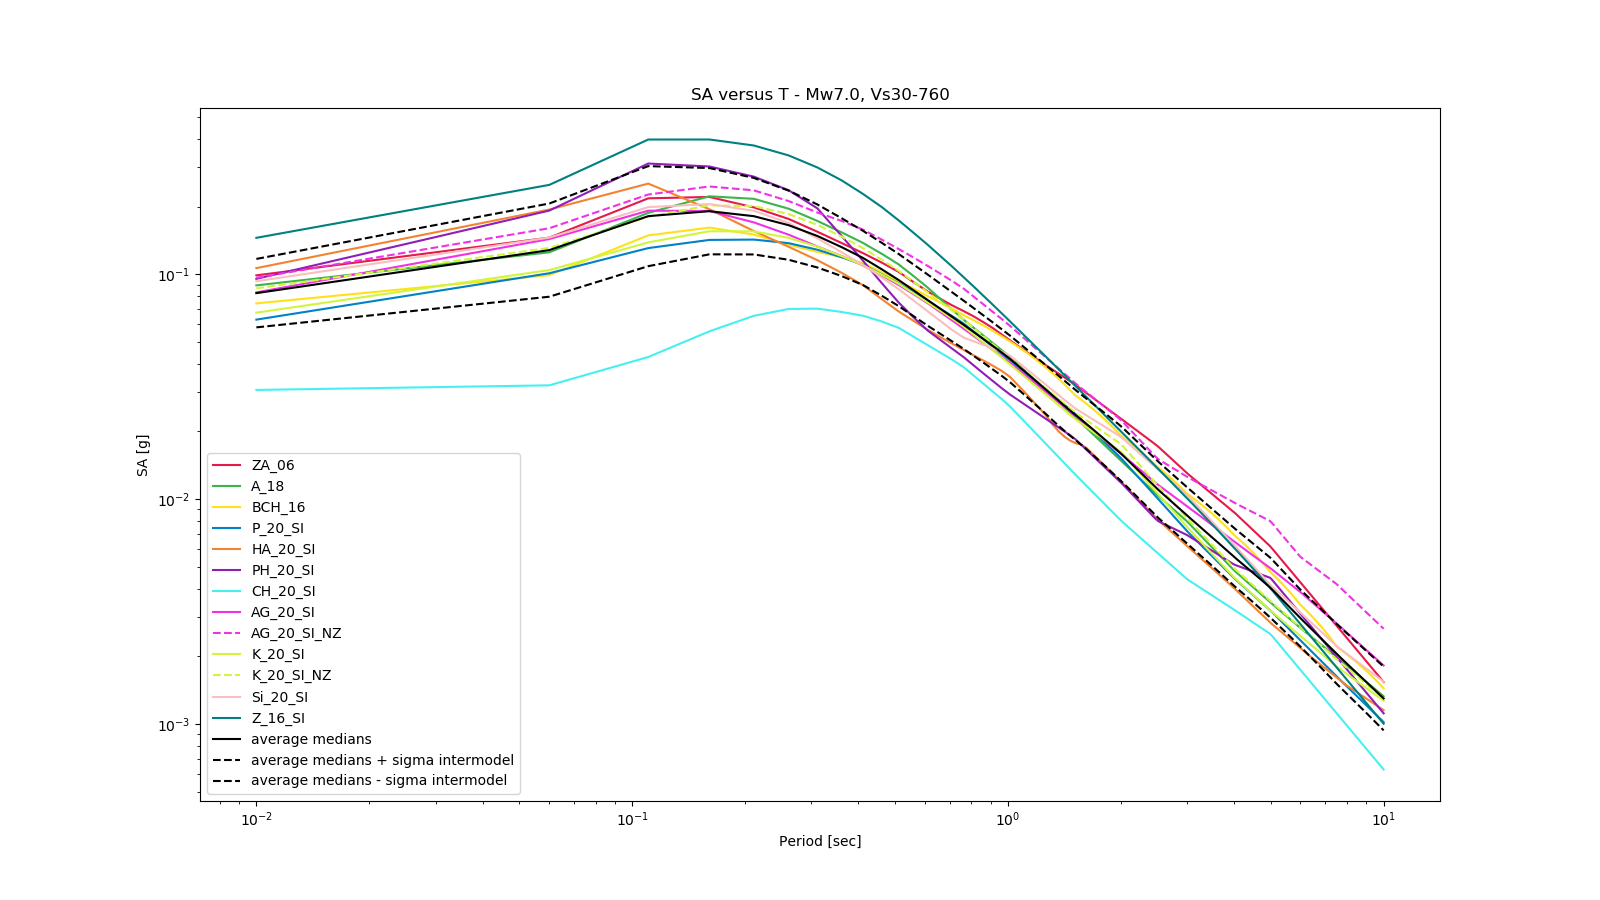 SA versus T - Mw7.0, Vs30-760
SA [g]
10⁻¹
10⁻²
10⁻³
ZA_06
A_18
BCH_16
P_20_SI
HA_20_SI
PH_20_SI
CH_20_SI
AG_20_SI
AG_20_SI_NZ
K_20_SI
K_20_SI_NZ
Si_20_SI
Z_16_SI
average medians
average medians + sigma intermodel
average medians - sigma intermodel
10⁻² 10⁻¹ 10⁰ 10¹
Period [sec]